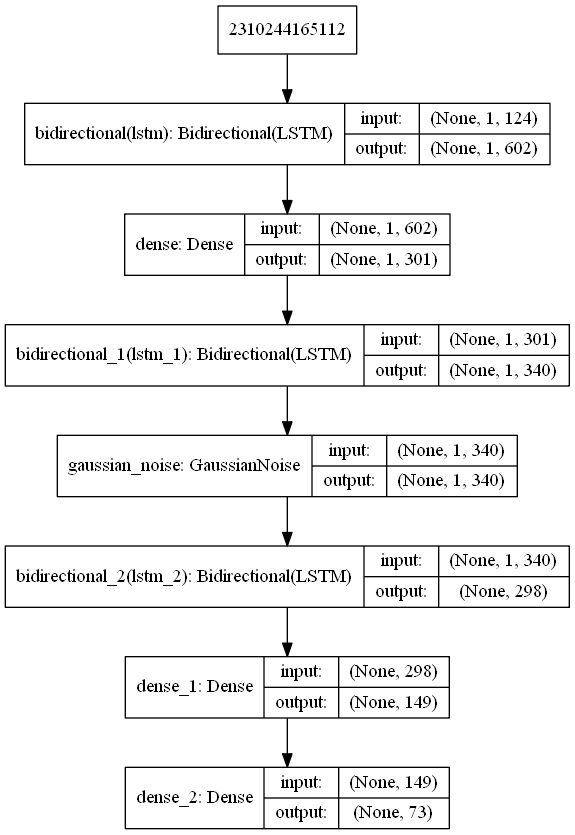 2310244165112
bidirectional(lstm): Bidirectional(LSTM)
input: (None, 1, 124)
output: (None, 1, 602)
dense: Dense
input: (None, 1, 602)
output: (None, 1, 301)
bidirectional_1(lstm_1): Bidirectional(LSTM)
input: (None, 1, 301)
output: (None, 1, 340)
gaussian_noise: GaussianNoise
input: (None, 1, 340)
output: (None, 1, 340)
bidirectional_2(lstm_2): Bidirectional(LSTM)
input: (None, 1, 340)
output: (None, 298)
dense_1: Dense
input: (None, 298)
output: (None, 149)
dense_2: Dense
input: (None, 149)
output: (None, 73)